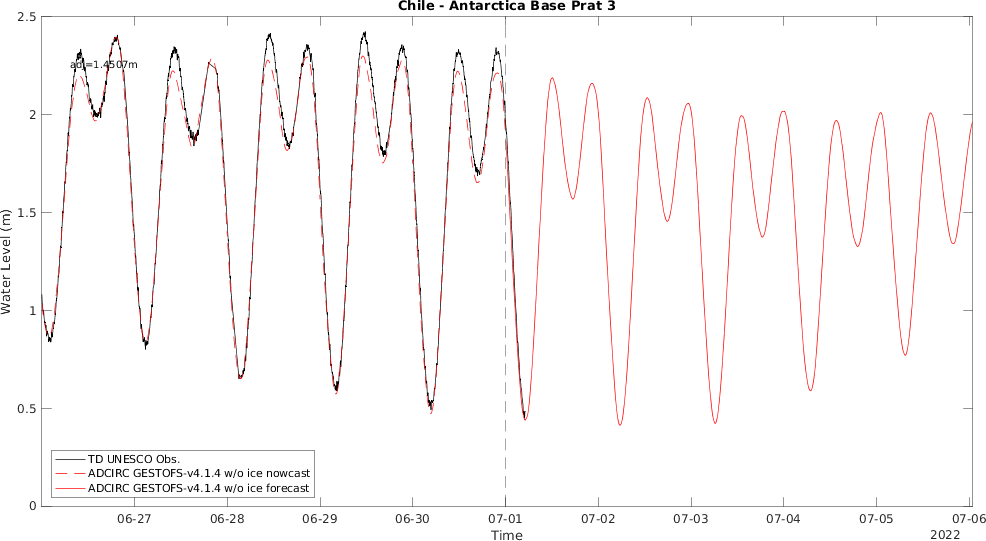 Chile - Antarctica Base Prat 3
2.5
2
1.5
1
0.5
0
Water Level (m)
adj=1.4507m
TD UNESCO Obs.
ADCIRC GESTOFS-v4.1.4 w/o ice nowcast
ADCIRC GESTOFS-v4.1.4 w/o ice forecast
06-27 06-28 06-29 06-30 07-01 07-02 07-03 07-04 07-05 07-06
Time
2022